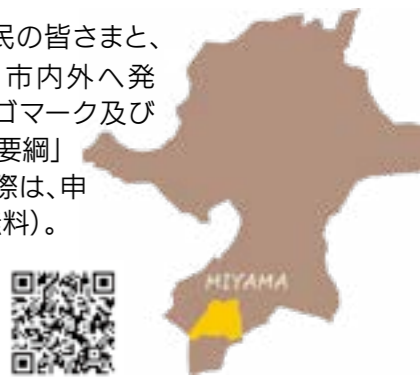 民の皆さまと、
市内外へ発
ゴマーク及び
要綱」
際は、申
料)。
MIYAMA